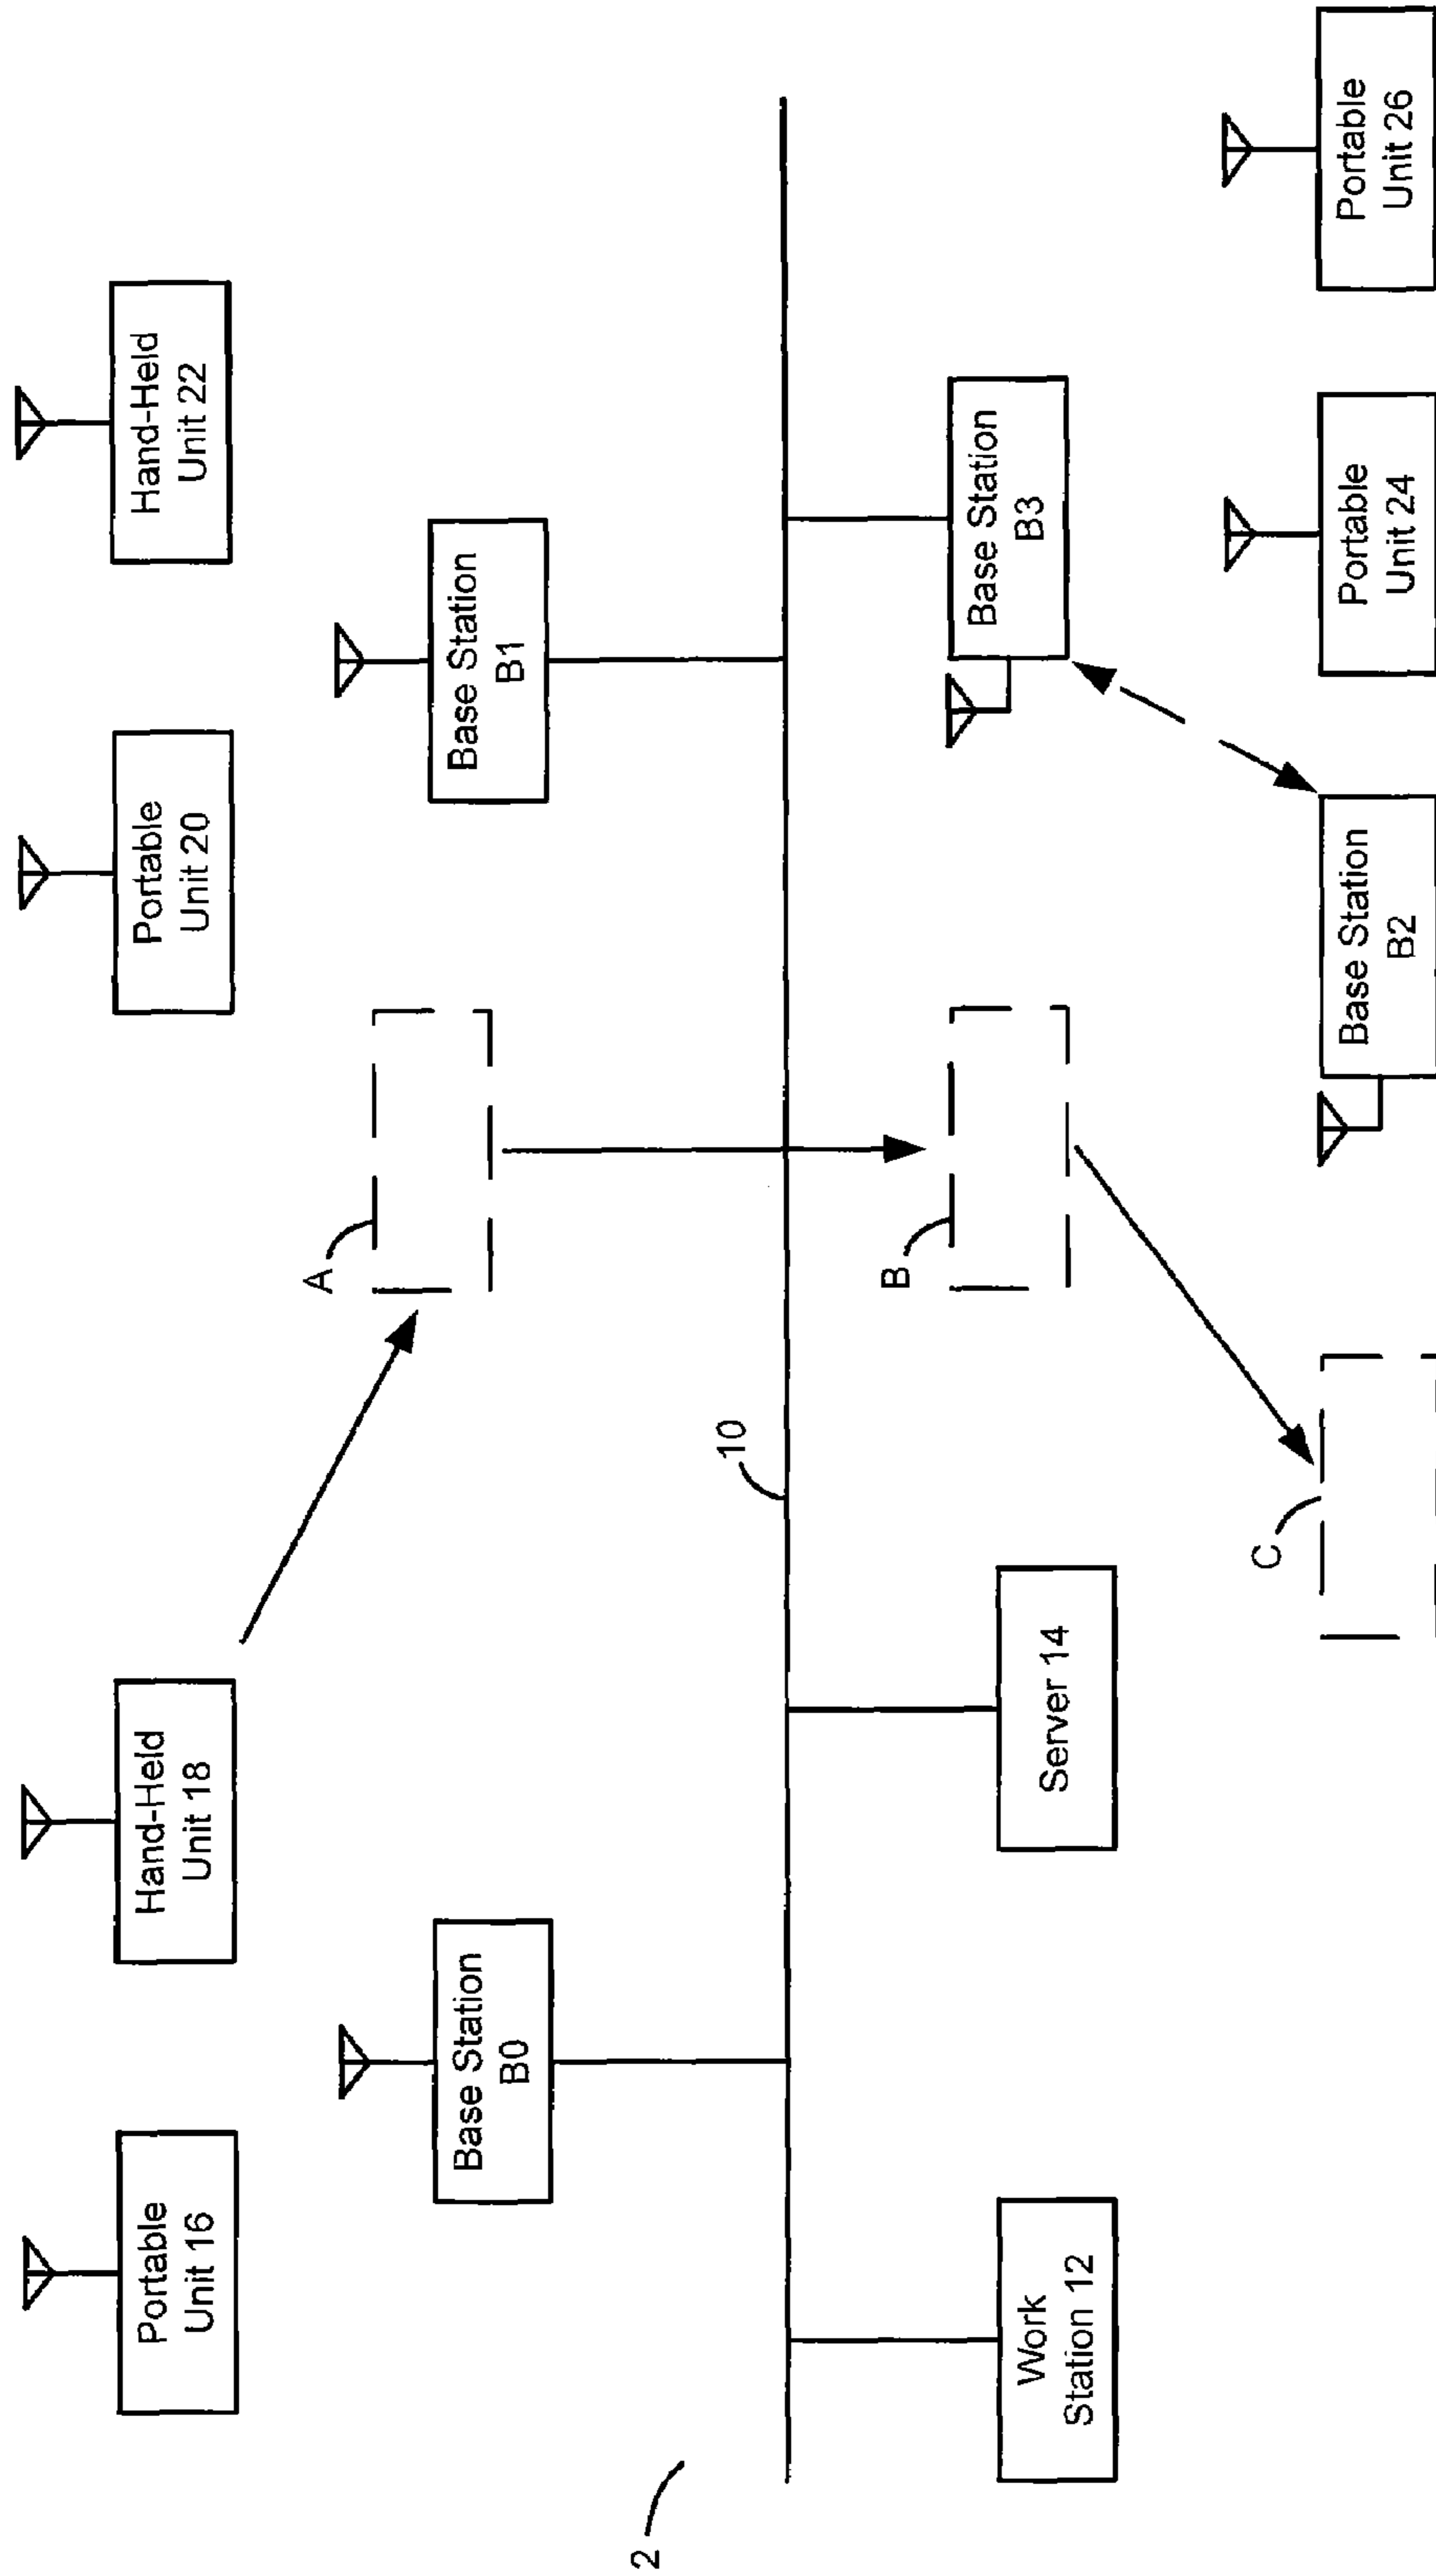 Portable
Unit 16
Hand-Held
Unit 18
Portable
Unit 20
Hand-Held
Unit 22
Base Station
B0
A
Base Station
B1
2
10
Work
Station 12
Server 14
B
Base Station
B3
C
Base Station
B2
Portable
Unit 24
Portable
Unit 26